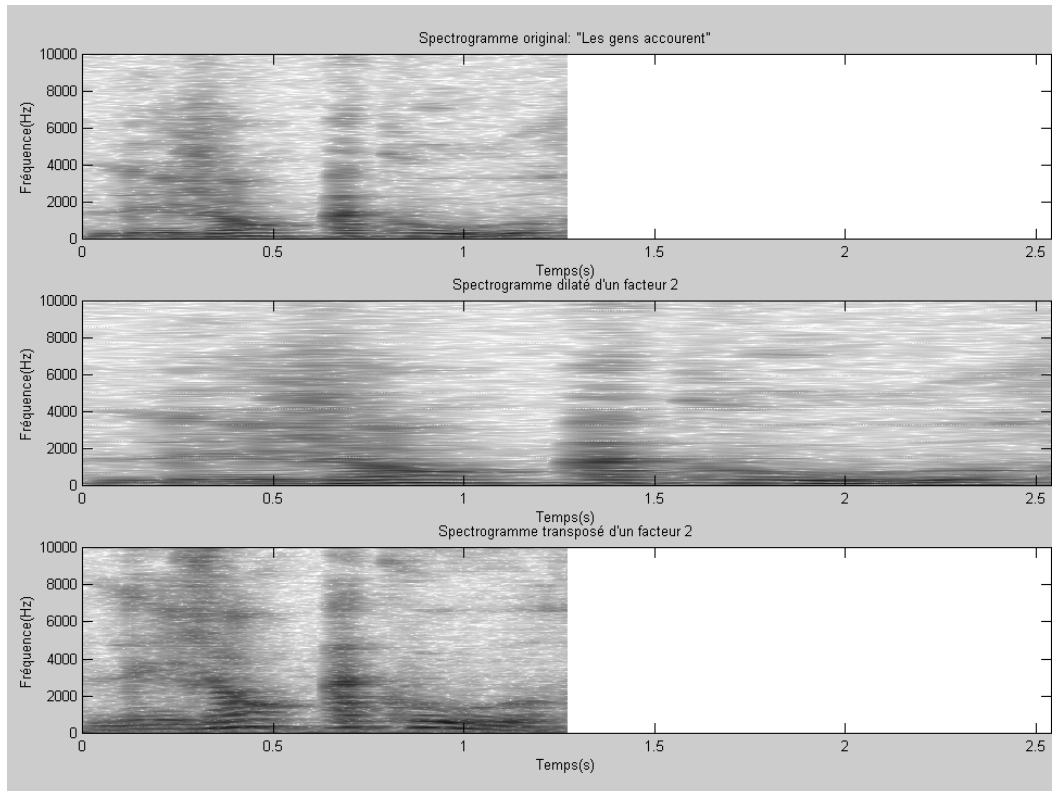 Spectrogramme original: "Les gens accourent"
10000
8000
6000
4000
2000
0
Fréquence(Hz)
0 0.5 1 1.5 2 2.5
Temps(s)
Spectrogramme dilaté d'un facteur 2
10000
8000
6000
4000
2000
0
Fréquence(Hz)
0 0.5 1 1.5 2 2.5
Temps(s)
Spectrogramme transposé d'un facteur 2
10000
8000
6000
4000
2000
0
Fréquence(Hz)
0 0.5 1 1.5 2 2.5
Temps(s)